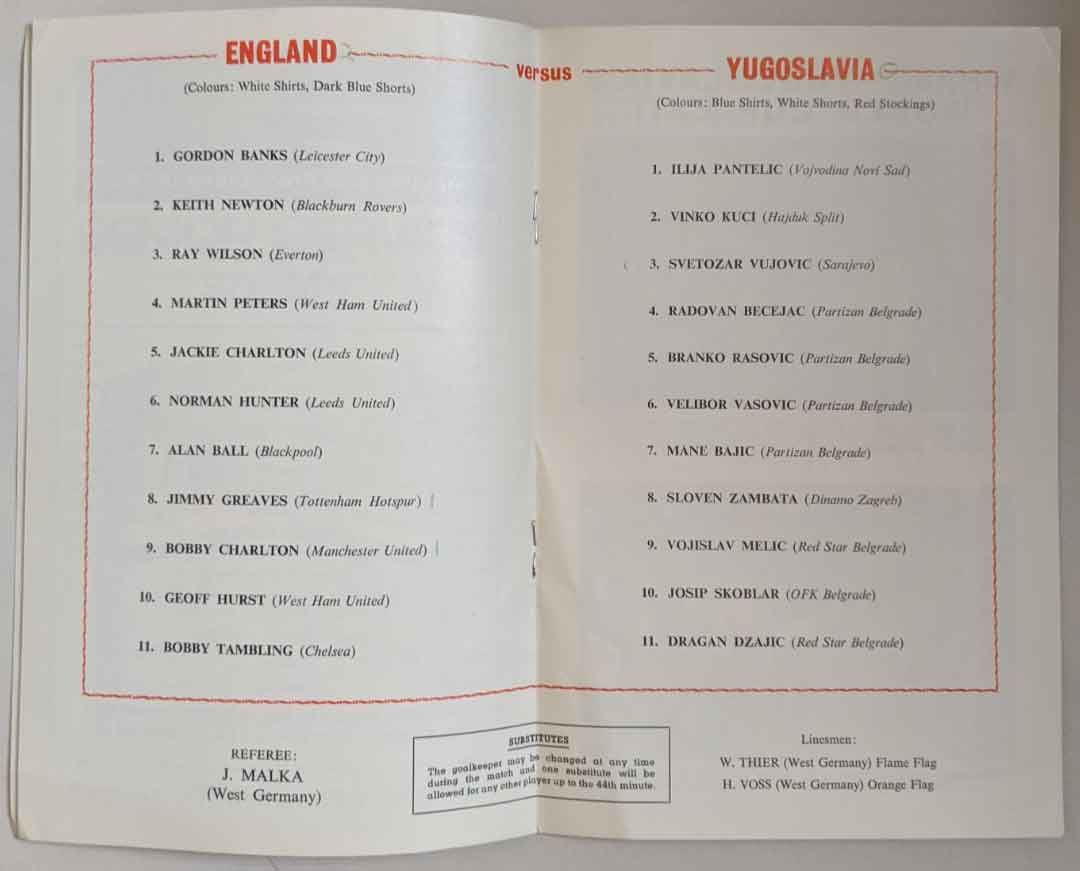 ENGLAND
(Colours: White Shirts, Dark Blue Shorts)
1. GORDON BANKS (Leicester City)
2. KEITH NEWTON (Blackburn Rovers)
3. RAY WILSON (Everton)
4. MARTIN PETERS (West Ham United)
5. JACKIE CHARLTON (Leeds United)
6. NORMAN HUNTER (Leeds United)
7. ALAN BALL (Blackpool)
8. JIMMY GREAVES (Tottenham Hotspur)
9. BOBBY CHARLTON (Manchester United)
10. GEOFF HURST (West Ham United)
11. BOBBY TAMBLING (Chelsea)
REFEREE:
J. MALKA
(West Germany)
versus
YUGOSLAVIA
(Colours: Blue Shirts, White Shorts, Red Stockings)
1. ILIJA PANTELIC (Vojvodina Novi Sad)
2. VINKO KUCI (Hajduk Split)
3. SVETOZAR VUJOVIC (Sarajevo)
4. RADOVAN BECEJAC (Partizan Belgrade)
5. BRANKO RASOVIC (Partizan Belgrade)
6. VELIBOR VASOVIC (Partizan Belgrade)
7. MANE BAJIC (Partizan Belgrade)
8. SLOVEN ZAMBATA (Dinamo Zagreb)
9. VOJISLAV MELIC (Red Star Belgrade)
10. JOSIP SKOBLAR (OFK Belgrade)
11. DRAGAN DZAJIC (Red Star Belgrade)
SUBSTITUTES
The goalkeeper may be changed at any time
during the match and one substitute will be
allowed for any other player up to the 44th minute.
Linesmen:
W. THIER (West Germany) Flame Flag
H. VOSS (West Germany) Orange Flag